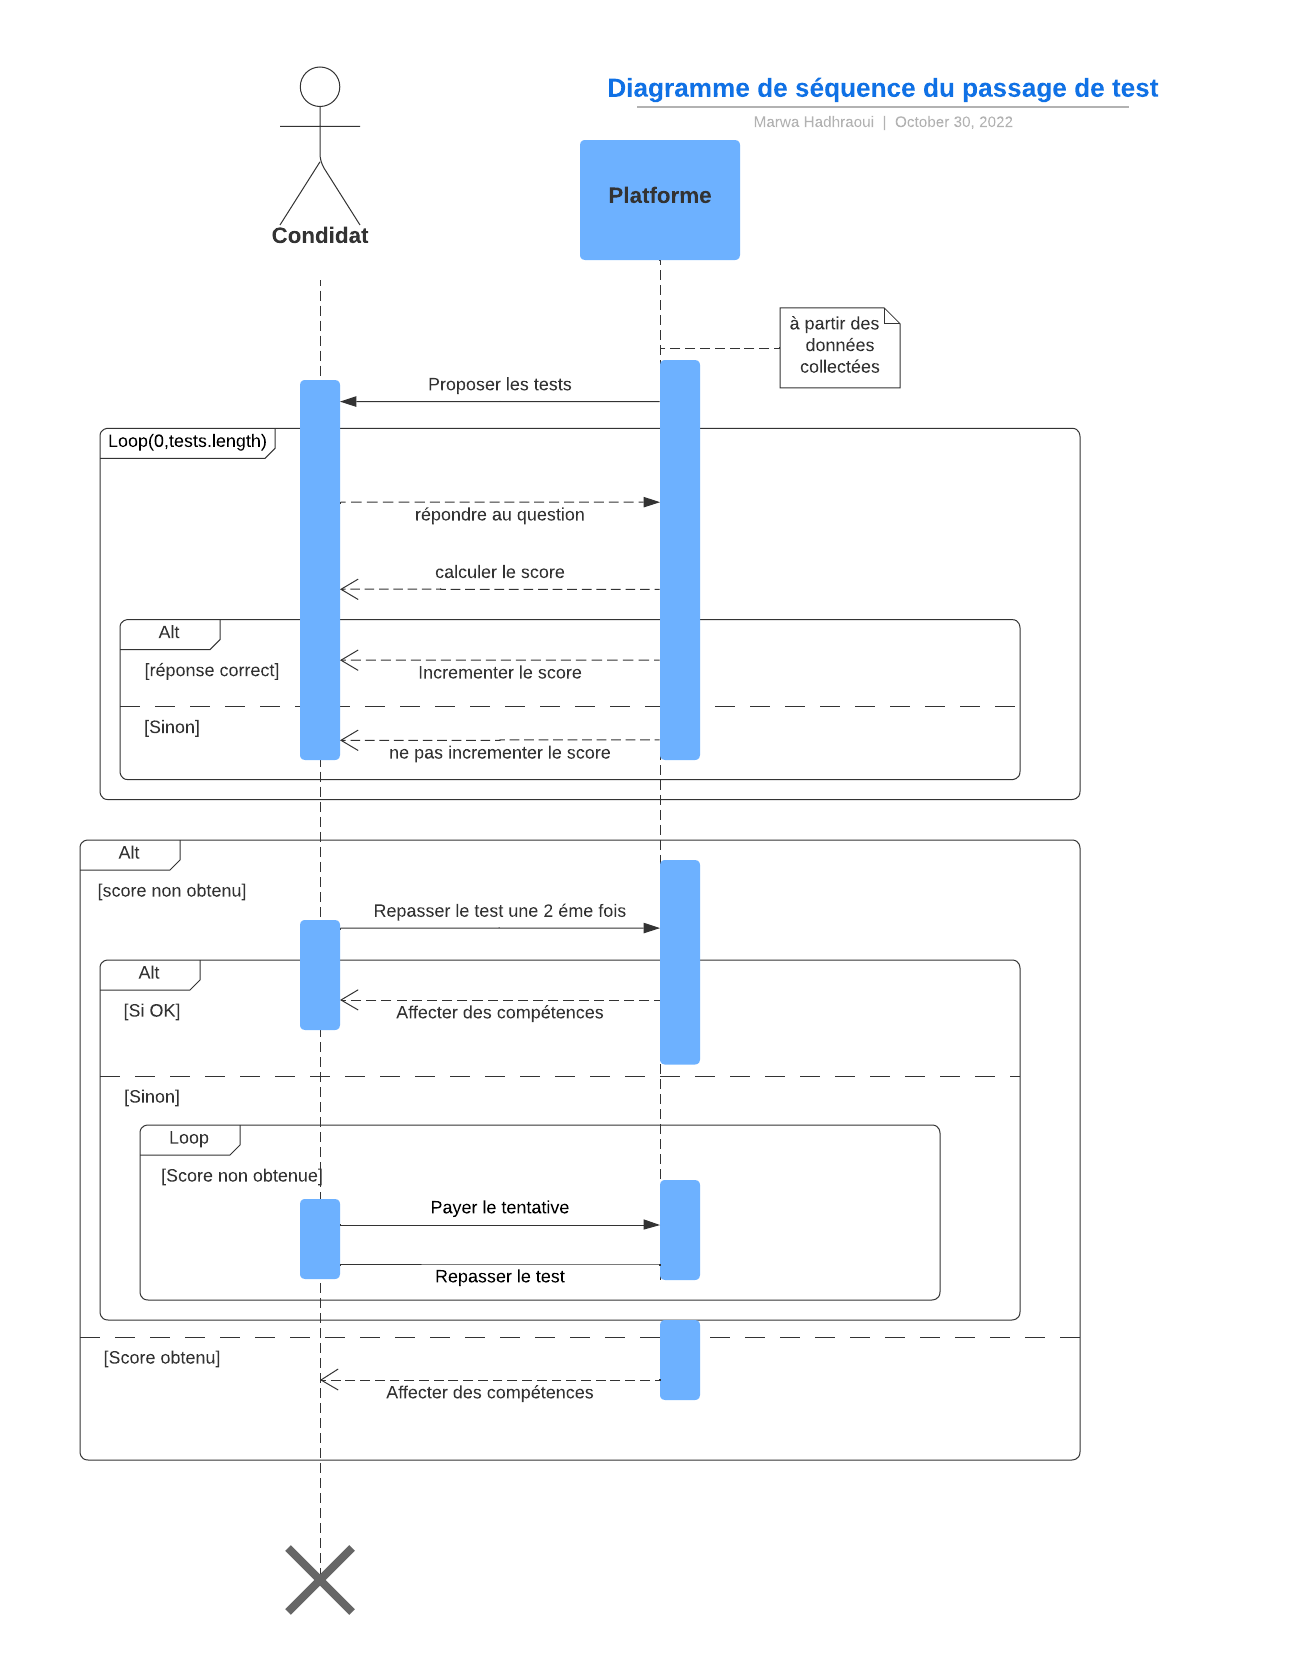 Diagramme de séquence du passage de test
Marwa Hadhraoui | October 30, 2022
Platforme
Condidat
à partir des
données
collectées
Proposer les tests
Loop(0,tests.length)
répondre au question
calculer le score
Alt
[réponse correct]
Incrementer le score
[Sinon]
ne pas incrementer le score
Alt
[score non obtenu]
Repasser le test une 2 éme fois
Alt
[Si OK]
Affecter des compétences
[Sinon]
Loop
[Score non obtenue]
Payer le tentative
Repasser le test
[Score obtenu]
Affecter des compétences